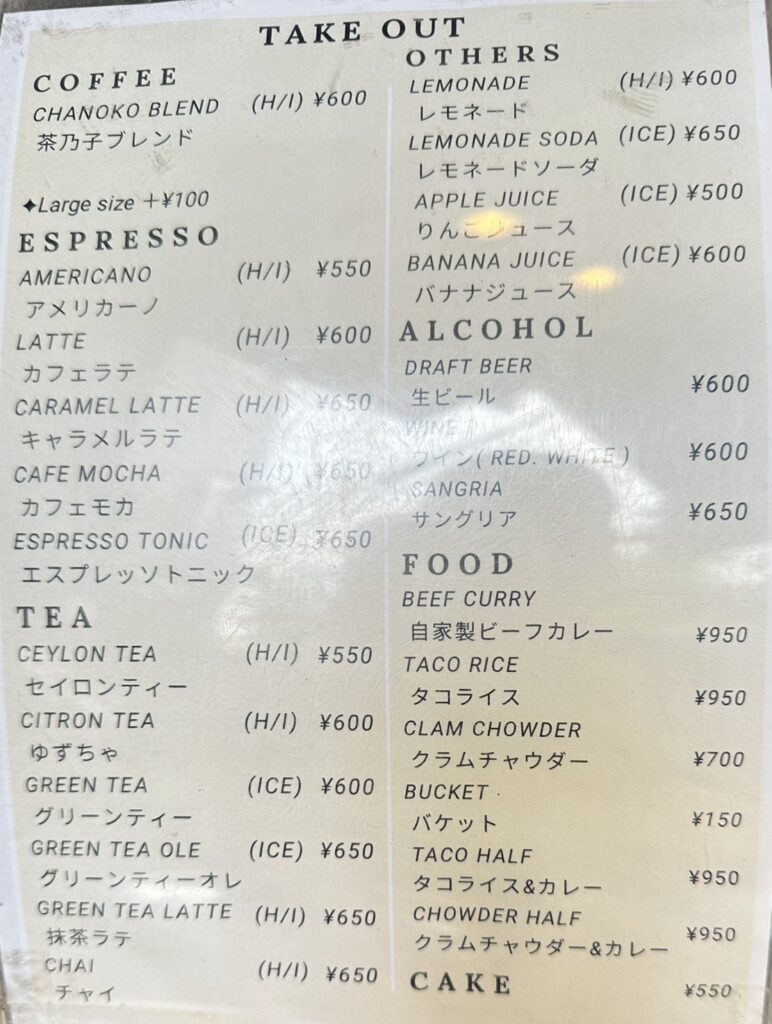 TAKE OUT
COFFEE
CHANOKO BLEND (H/I) ¥600
茶乃子ブレンド
✦Large size +¥100
ESPRESSO
AMERICANO (H/I) ¥550
アメリカーノ
LATTE (H/I) ¥600
カフェラテ
CARAMEL LATTE (H/I) ¥650
キャラメルラテ
CAFE MOCHA (H/I) ¥650
カフェモカ
ESPRESSO TONIC (ICE) ¥650
エスプレッソトニック
TEA
CEYLON TEA (H/I) ¥550
セイロンティー
CITRON TEA (H/I) ¥600
ゆずちゃ
GREEN TEA (ICE) ¥600
グリーンティー
GREEN TEA OLE (ICE) ¥650
グリーンティーオレ
GREEN TEA LATTE (H/I) ¥650
抹茶ラテ
CHAI (H/I) ¥650
チャイ
OTHERS
LEMONADE (H/I) ¥600
レモネード
LEMONADE SODA (ICE) ¥650
レモネードソーダ
APPLE JUICE (ICE) ¥500
りんごジュース
BANANA JUICE (ICE) ¥600
バナナジュース
ALCOHOL
DRAFT BEER
生ビール ¥600
WINE
ワイン( RED. WHITE ) ¥600
SANGRIA
サングリア ¥650
FOOD
BEEF CURRY
自家製ビーフカレー ¥950
TACO RICE
タコライス ¥950
CLAM CHOWDER
クラムチャウダー ¥700
BUCKET
バケット ¥150
TACO HALF
タコライス&カレー ¥950
CHOWDER HALF
クラムチャウダー&カレー ¥950
CAKE ¥550